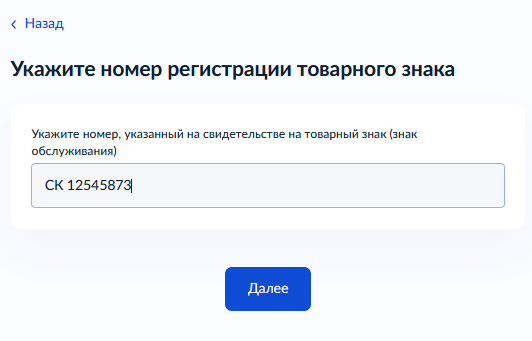 Назад
Укажите номер регистрации товарного знака
Укажите номер, указанный на свидетельстве на товарный знак (знак
обслуживания)
СК 12545873
Далее